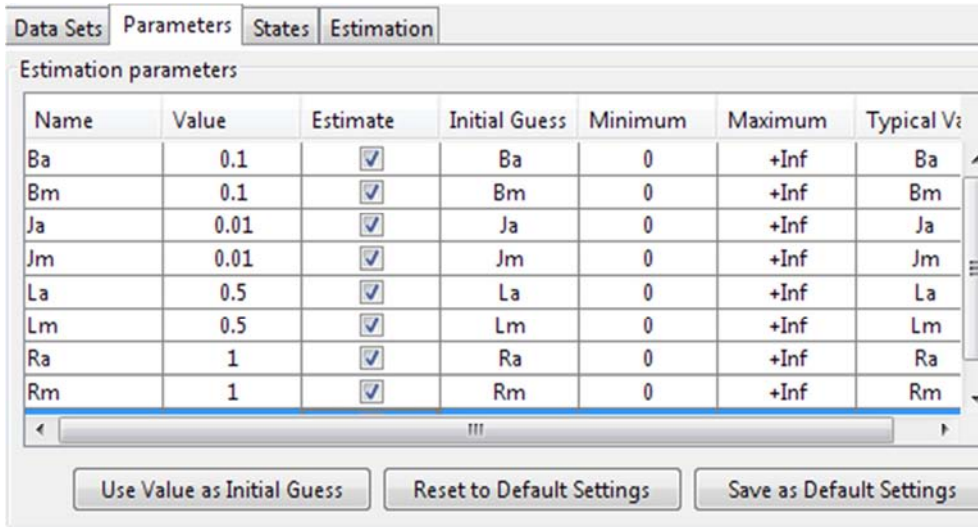 Data Sets Parameters States Estimation
Estimation parameters
Name Value Estimate Initial Guess Minimum Maximum Typical Va
Ba 0.1 Ba 0 +Inf Ba
Bm 0.1 Bm 0 +Inf Bm
Ja 0.01 Ja 0 +Inf Ja
Jm 0.01 Jm 0 +Inf Jm
La 0.5 La 0 +Inf La
Lm 0.5 Lm 0 +Inf Lm
Ra 1 Ra 0 +Inf Ra
Rm 1 Rm 0 +Inf Rm
Use Value as Initial Guess Reset to Default Settings Save as Default Settings